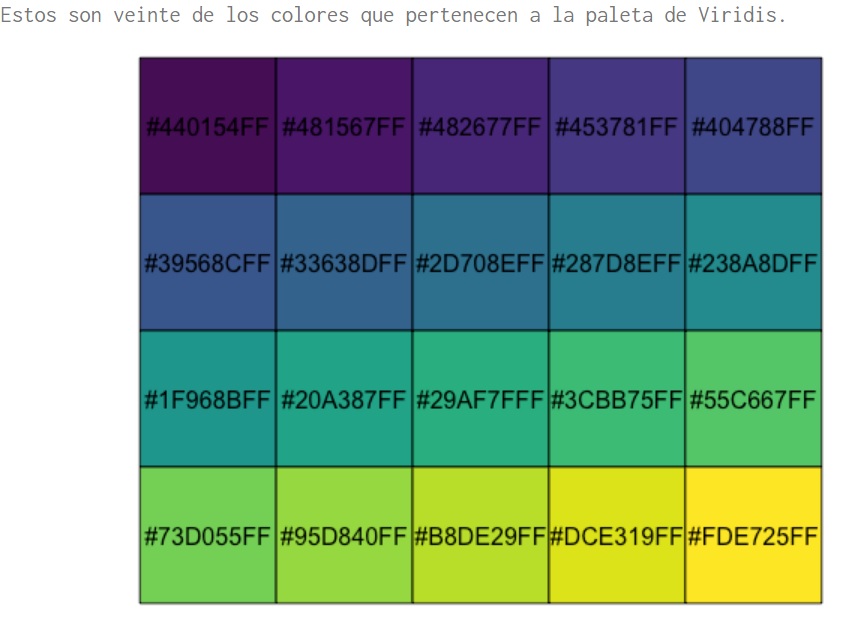 Estos son veinte de los colores que pertenecen a la paleta de Viridis.
#440154FF #481567FF #482677FF #453781FF #404788FF
#39568CFF #33638DFF #2D708EFF #287D8EFF #238A8DFF
#1F968BFF #20A387FF #29AF7FFF #3CBB75FF #55C667FF
#73D055FF #95D840FF #B8DE29FF #DCE319FF #FDE725FF